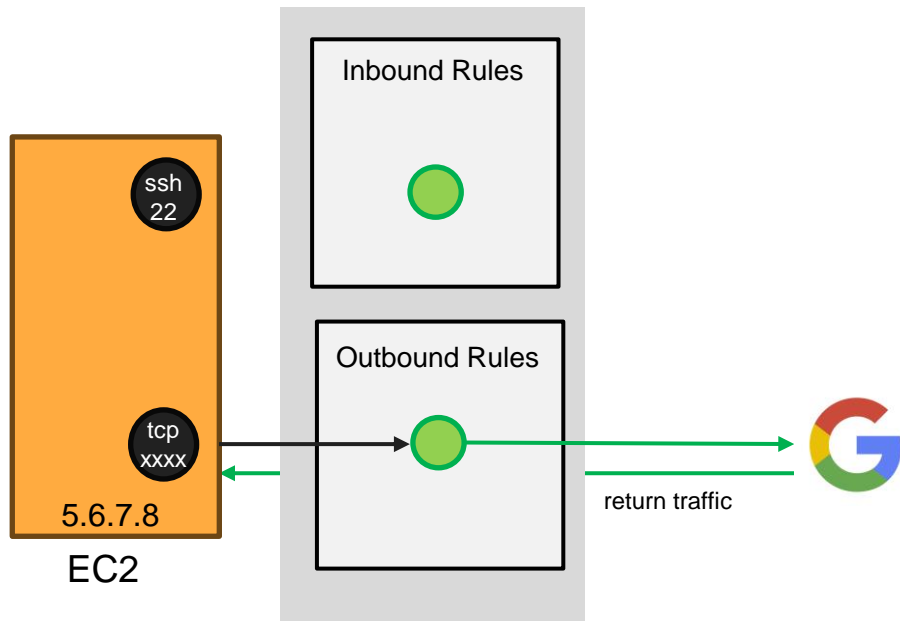 Inbound Rules
ssh
22
Outbound Rules
tcp
xxxx
return traffic
5.6.7.8
EC2